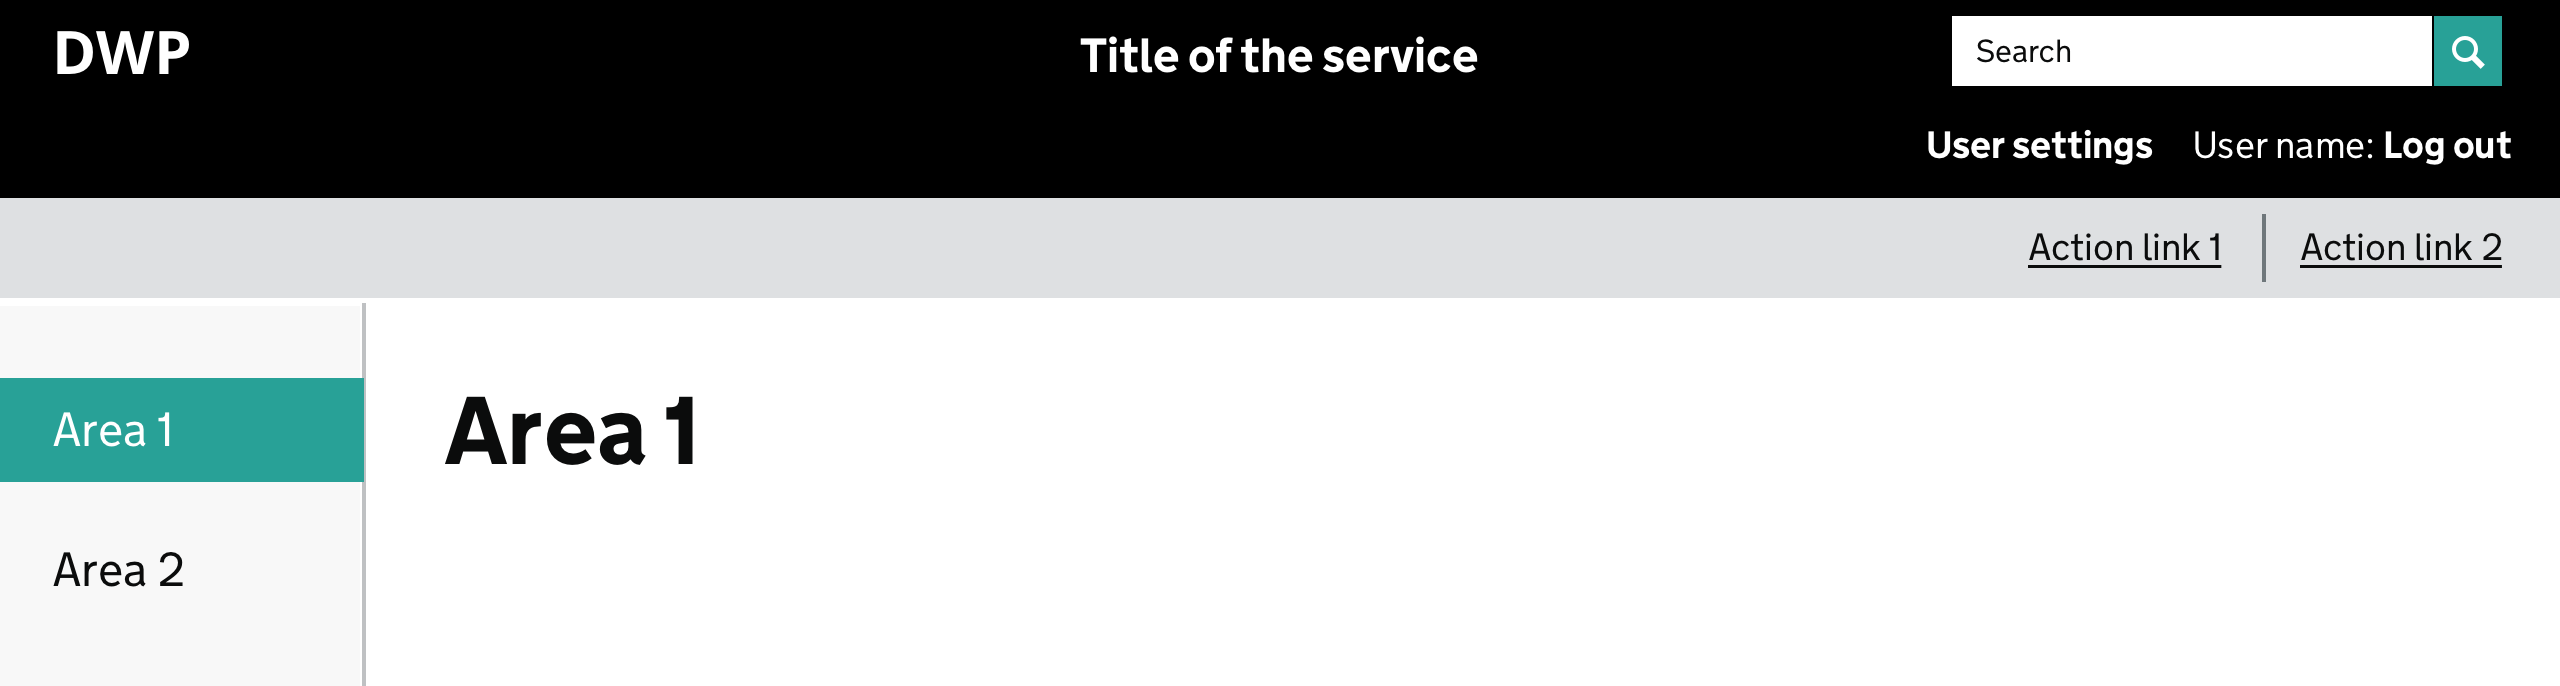 DWP
Title of the service
Search
User settings User name: Log out
Action link 1 Action link 2
Area 1
Area 1
Area 2